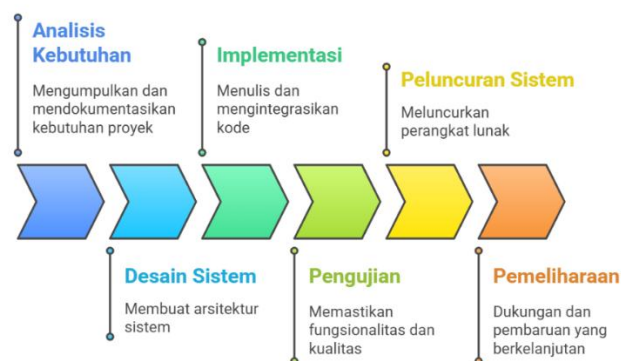 Analisis
Kebutuhan
Mengumpulkan dan
mendokumentasikan
kebutuhan proyek
Desain Sistem
Membuat arsitektur
sistem
Implementasi
Menulis dan
mengintegrasikan
kode
Pengujian
Memastikan
fungsionalitas dan
kualitas
Peluncuran Sistem
Meluncurkan
perangkat lunak
Pemeliharaan
Dukungan dan
pembaruan yang
berkelanjutan